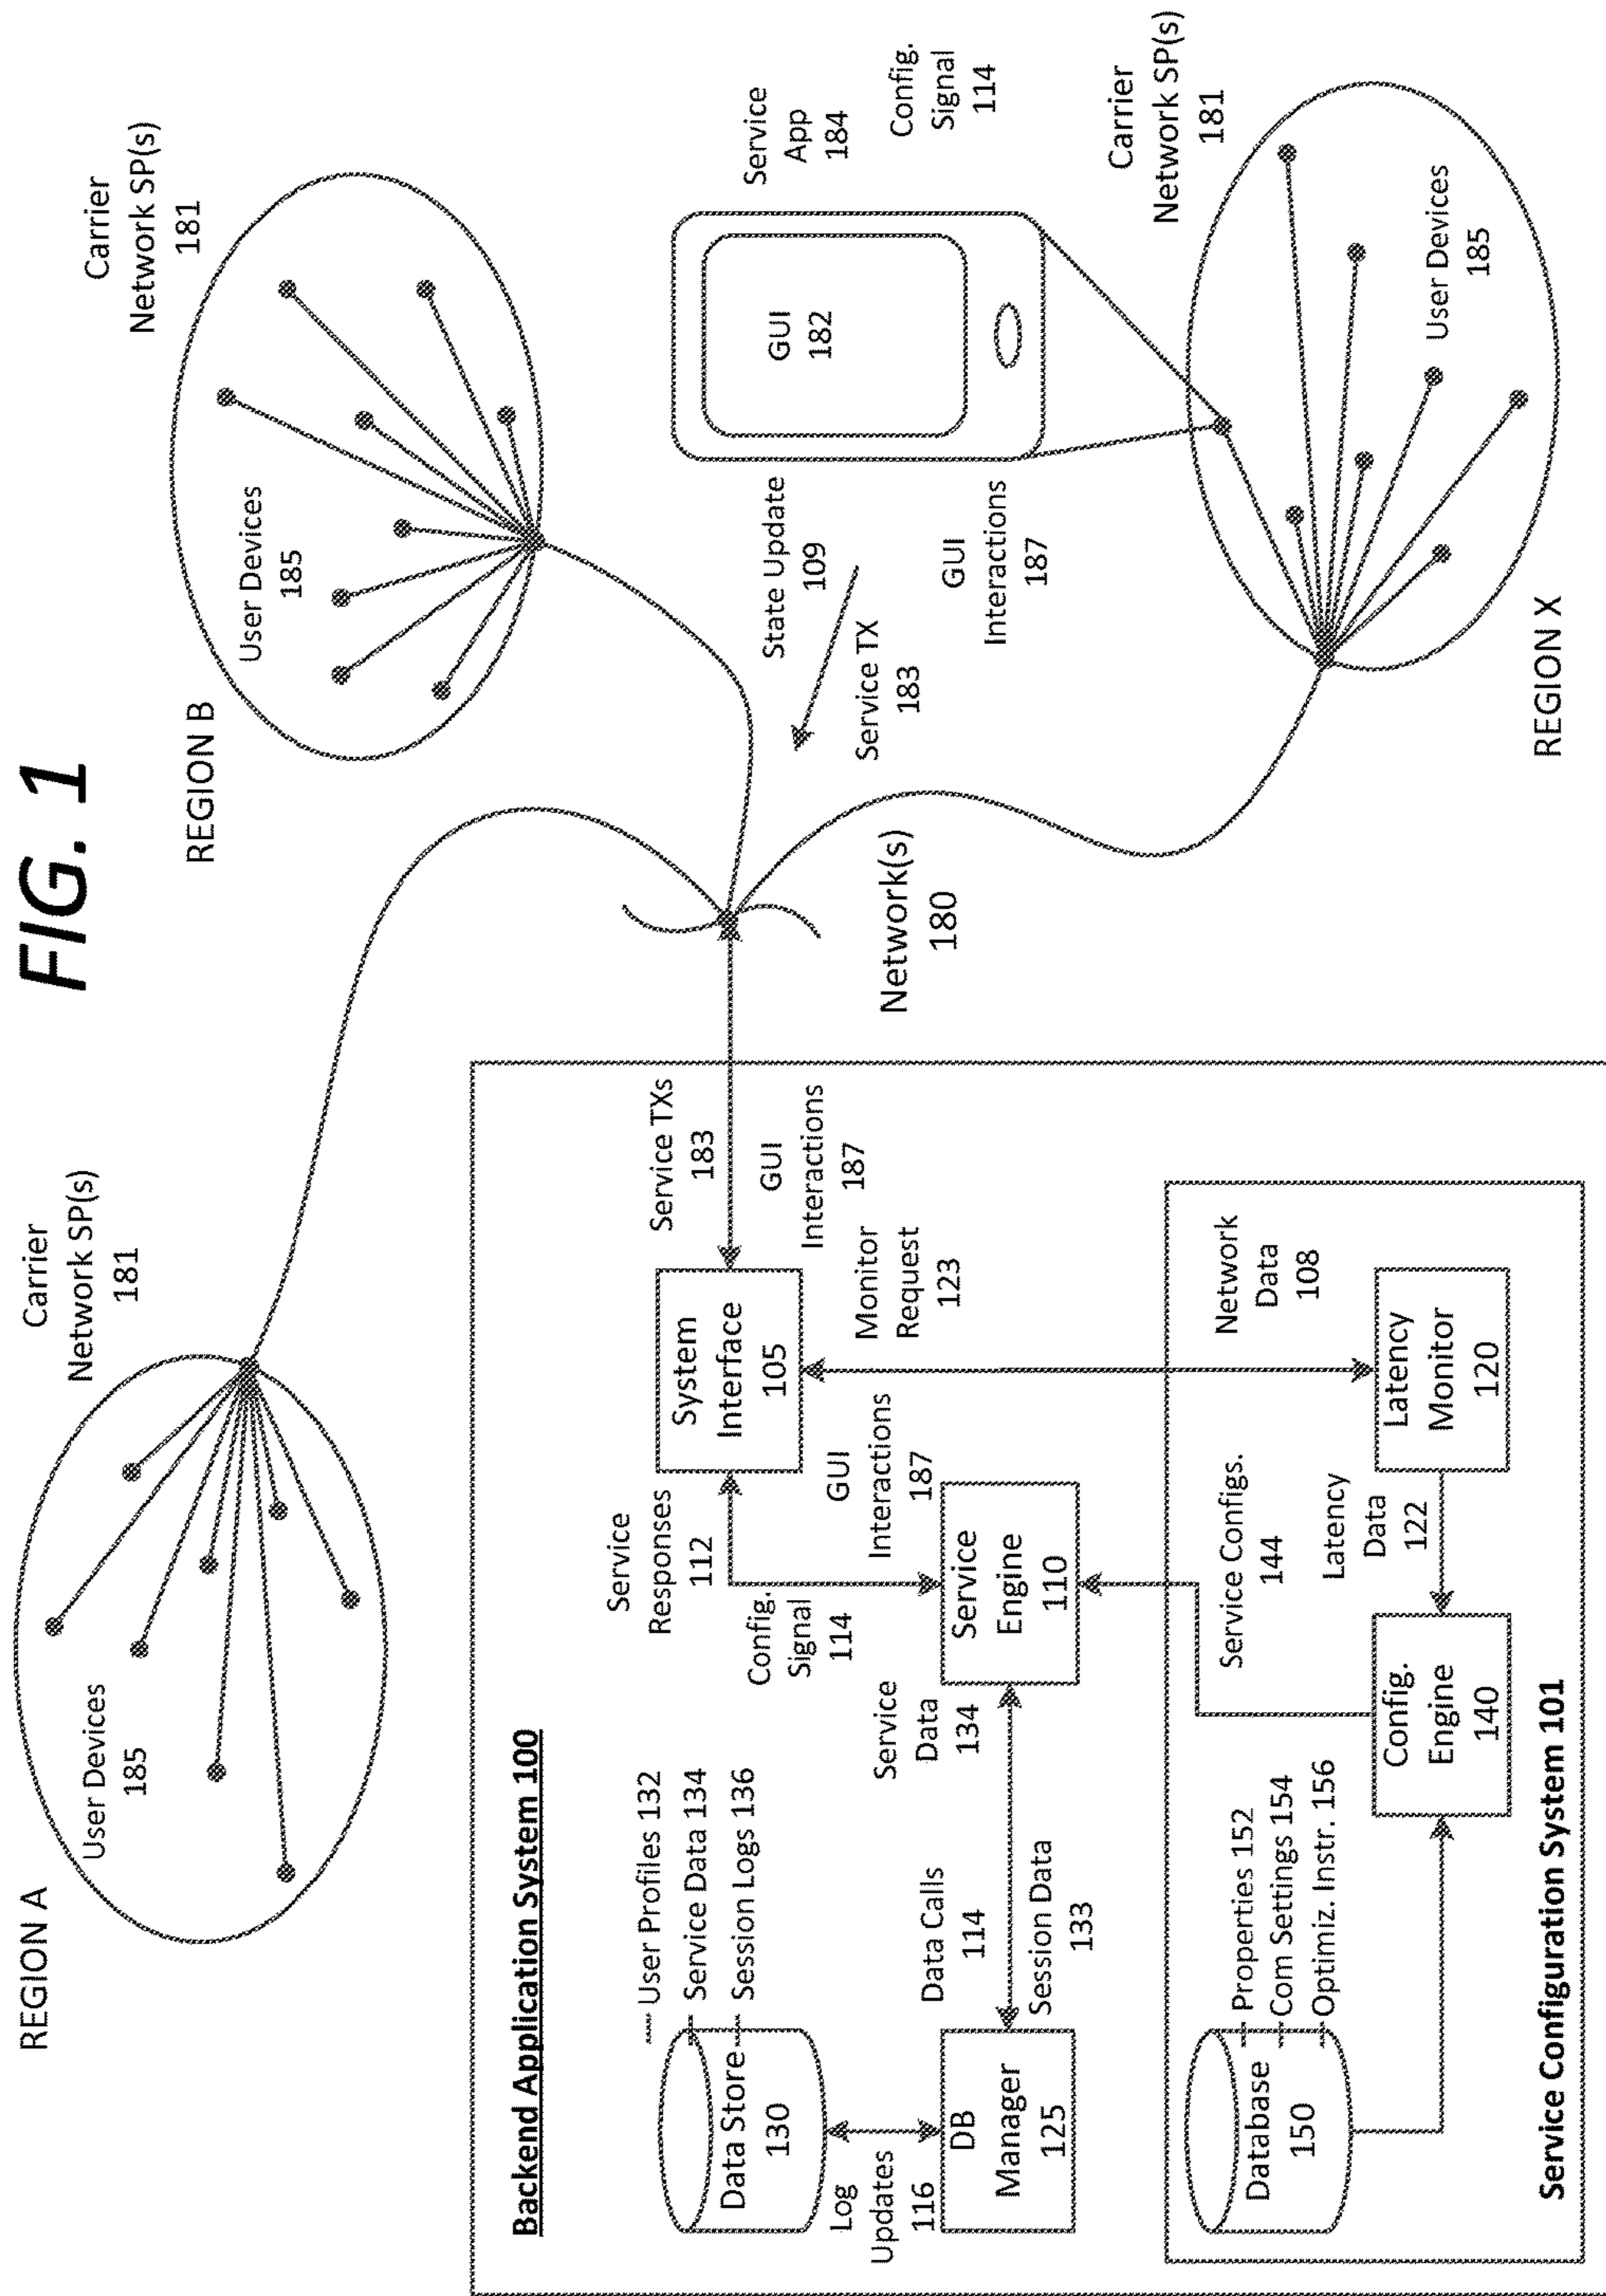 FIG. 1
REGION A
User Devices
185
Carrier
Network SP(s)
181
REGION B
User Devices
185
Carrier
Network SP(s)
181
Network(s)
180
State Update
109
Service TX
183
GUI
Interactions
187
GUI
182
Service
App
184
Config.
Signal
114
Carrier
Network SP(s)
181
User Devices
185
REGION X
Backend Application System 100
Data Store
130
User Profiles 132
Service Data 134
Session Logs 136
Log
Updates
116
DB
Manager
125
Data Calls
114
Session Data
133
Service
Data
134
Service
Responses
112
Config.
Signal
114
GUI
Interactions
187
Service
Engine
110
System
Interface
105
Service TXs
183
GUI
Interactions
187
Monitor
Request
123
Database
150
Properties 152
Com Settings 154
Optimiz. Instr. 156
Config.
Engine
140
Service Configs.
144
Latency
Data
122
Network
Data
108
Latency
Monitor
120
Service Configuration System 101